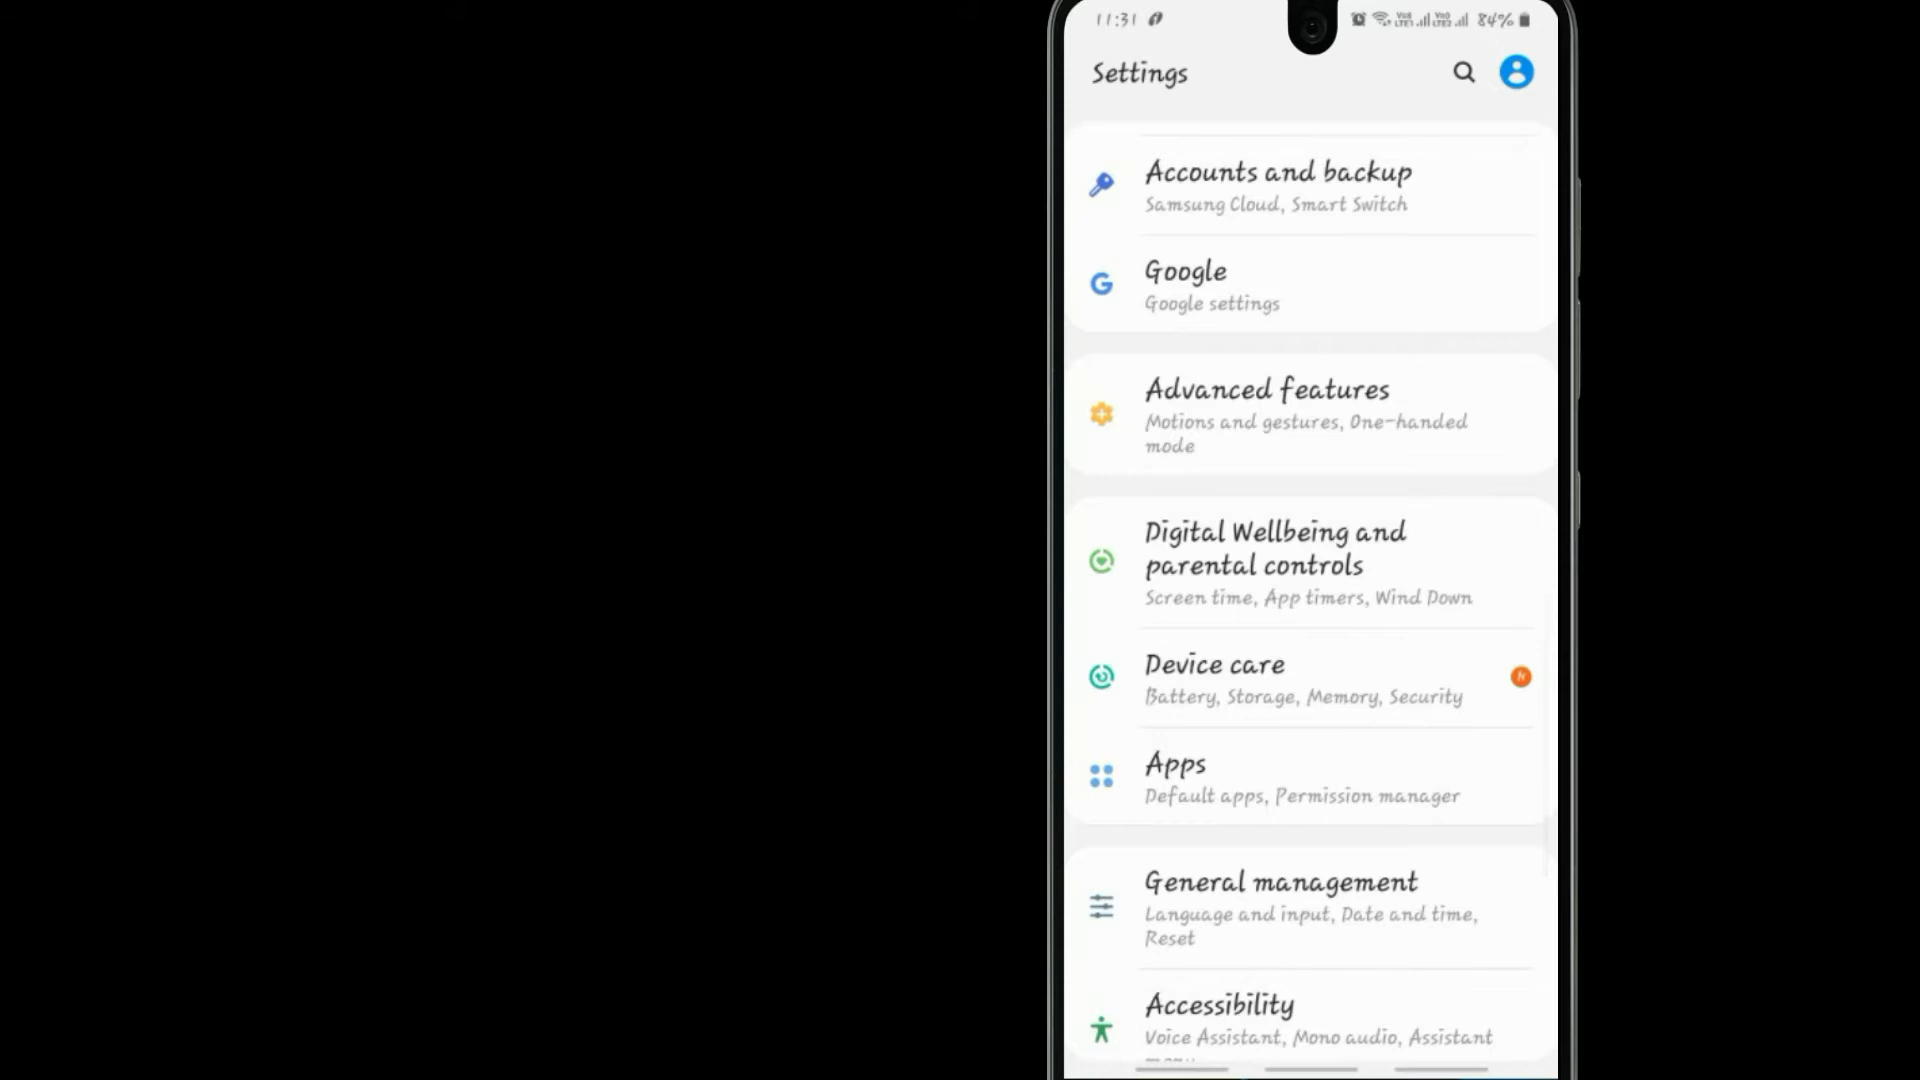 11:31 84%
Settings
Accounts and backup
Samsung Cloud, Smart Switch
Google
Google settings
Advanced features
Motions and gestures, One-handed
mode
Digital Wellbeing and
parental controls
Screen time, App timers, Wind Down
Device care
N
Battery, Storage, Memory, Security
Apps
Default apps, Permission manager
General management
Language and input, Date and time,
Reset
Accessibility
Voice Assistant, Mono audio, Assistant